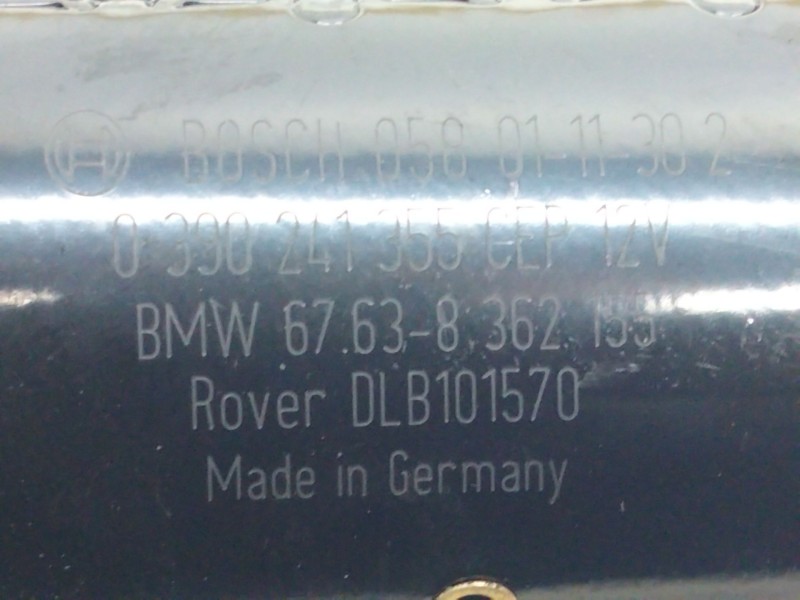 BOSCH 058 01-11-30 2
0 390 241 355 CEP 12V
BMW 67.63-8 362 155
Rover DLB101570
Made in Germany